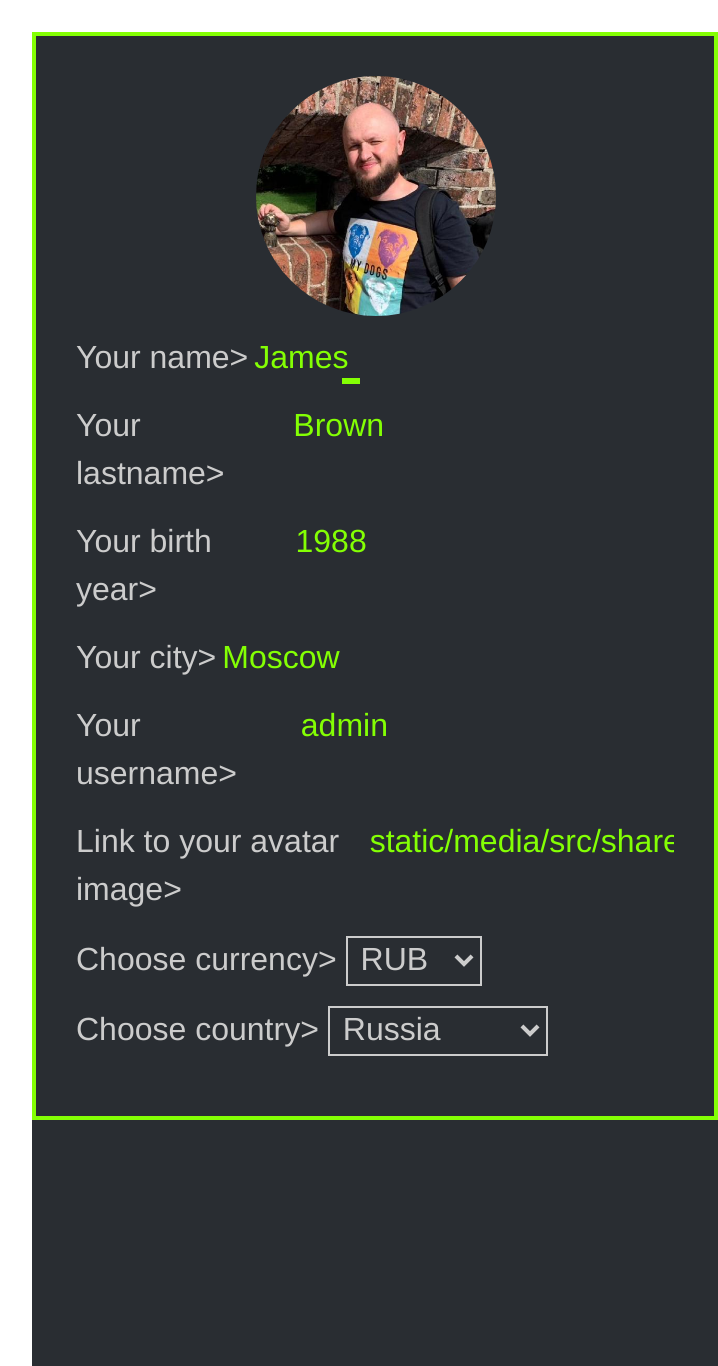 MY DOGS
Your name> James
Your Brown
lastname>
Your birth 1988
year>
Your city> Moscow
Your admin
username>
Link to your avatar static/media/src/share
image>
Choose currency> RUB
Choose country> Russia